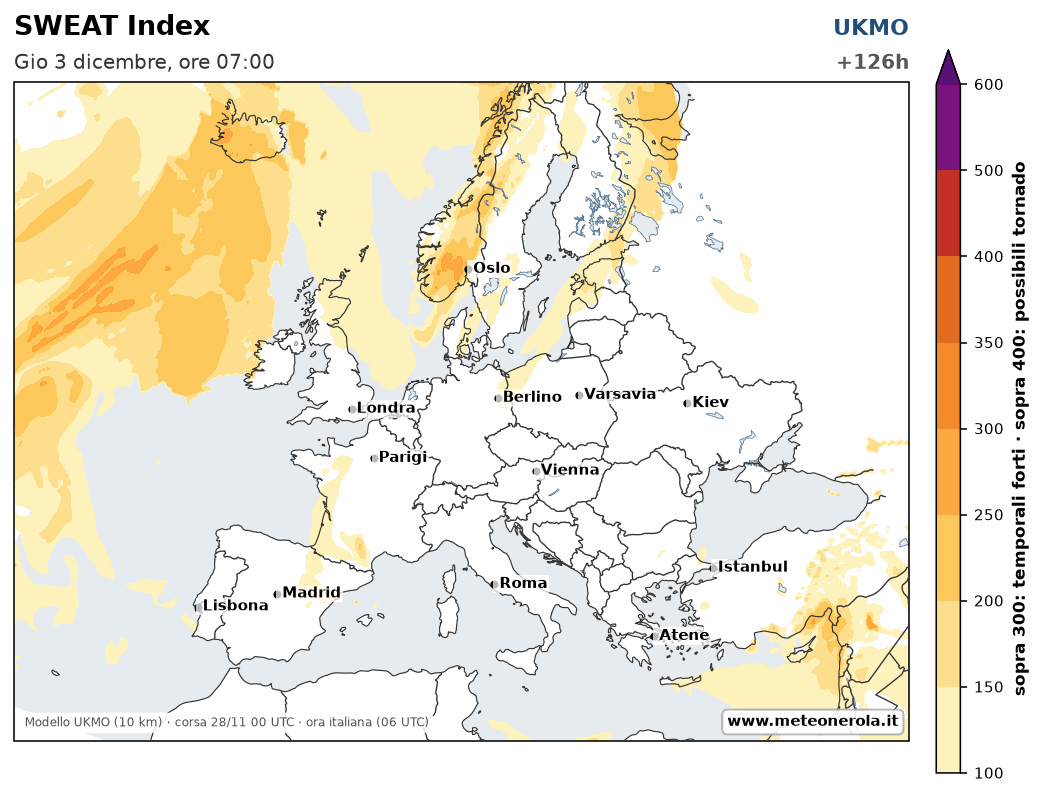 SWEAT Index
UKMO
Gio 3 dicembre, ore 07:00
+126h
600
500
400
350
300
250
200
150
100
sopra 300: temporali forti · sopra 400: possibili tornado
Oslo
Berlino
Varsavia
Kiev
Londra
Parigi
Vienna
Istanbul
Roma
Madrid
Lisbona
Atene
Modello UKMO (10 km) · corsa 28/11 00 UTC · ora italiana (06 UTC)
www.meteonerola.it